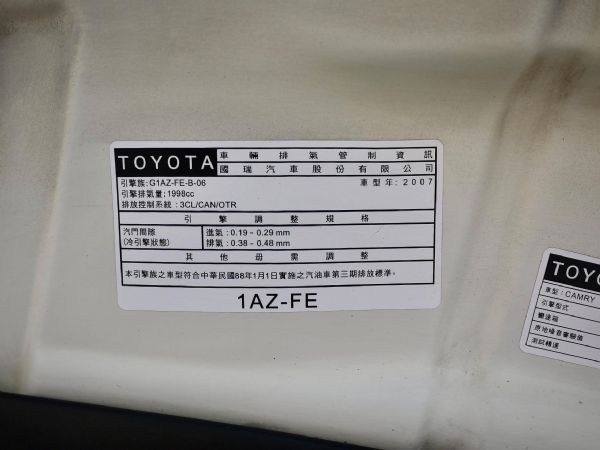 TOYOTA 車輛排氣管制資訊
國瑞汽車股份有限公司
引擎族:G1AZ-FE-B-06 車型年:2007
引擎排氣量:1998cc
排放控制系統:3CL/CAN/OTR
引擎調整規格
汽門間隙 進氣:0.19 - 0.29 mm
(冷引擎狀態) 排氣:0.38 - 0.48 mm
其他毋需調整
本引擎族之車型符合中華民國88年1月1日實施之汽油車第三期排放標準。
1AZ-FE
TOYO
車型:CAMRY
引擎型式
變速箱
原地噪音審驗值
測試轉速